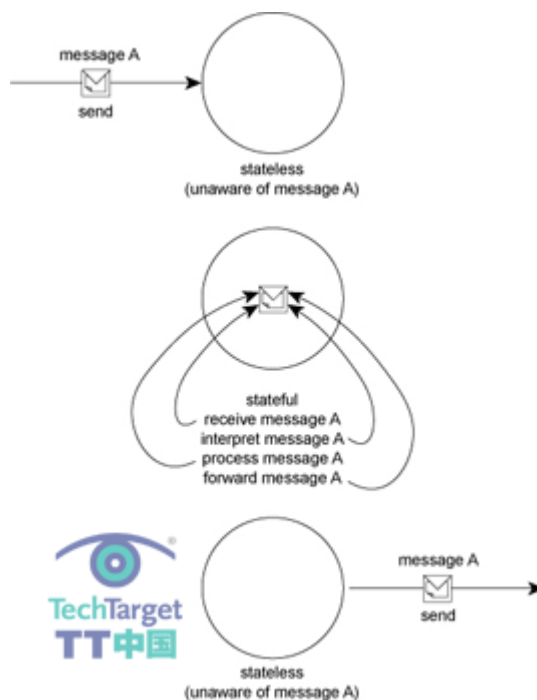 message A
send
stateless
(unaware of message A)
stateful
receive message A
interpret message A
process message A
forward message A
®
TechTarget
TT中国
message A
send
stateless
(unaware of message A)